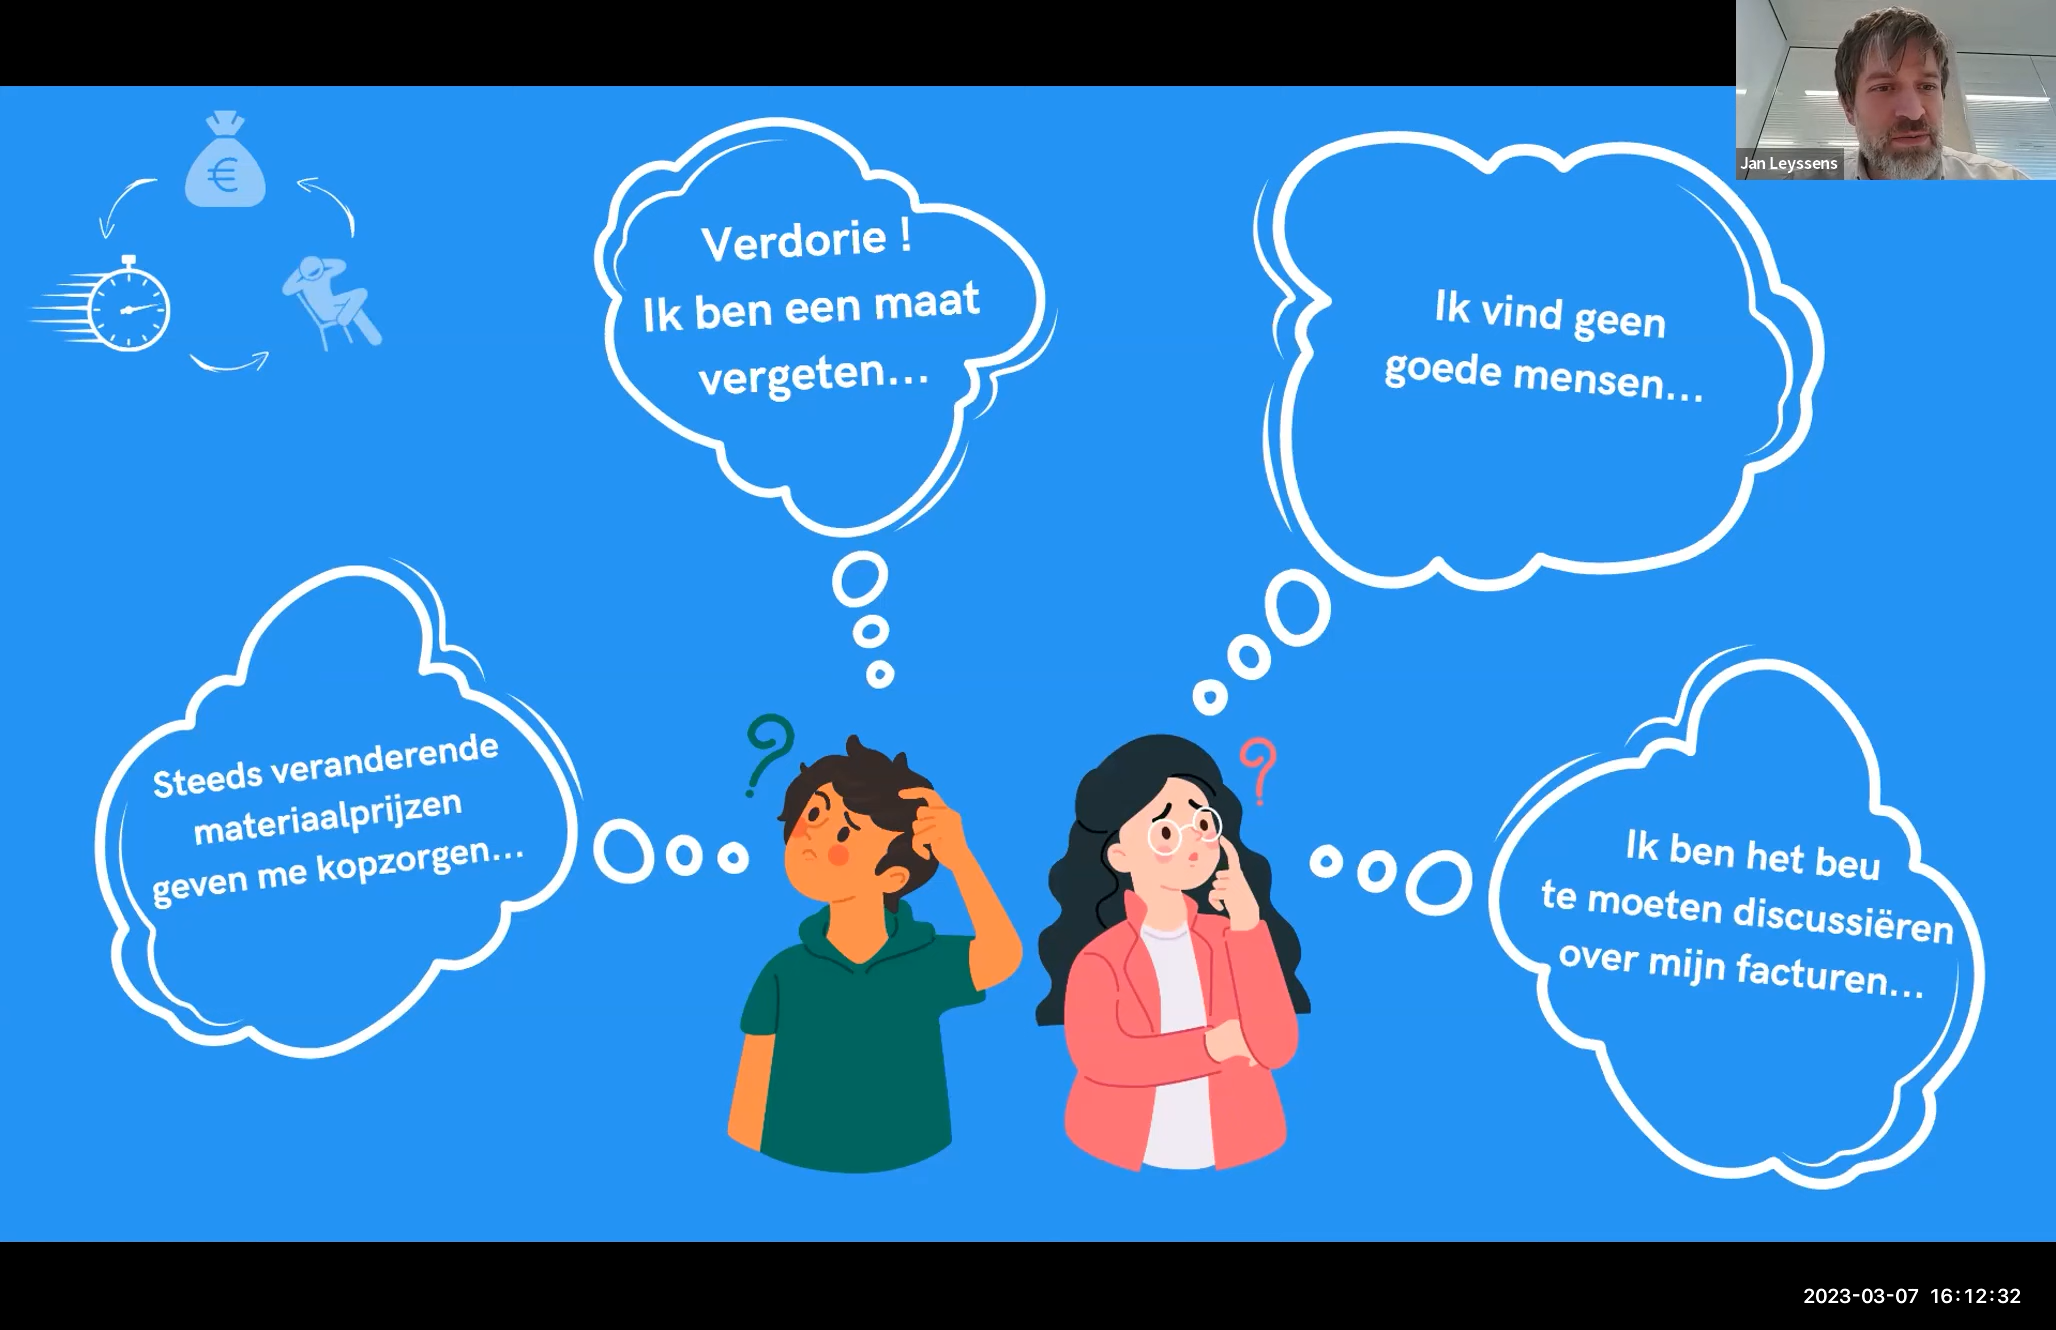 Jan Leyssens
€
Verdorie !
Ik ben een maat
vergeten...
Ik vind geen
goede mensen...
Steeds veranderende
materiaalprijzen
geven me kopzorgen...
?
?
Ik ben het beu
te moeten discussiëren
over mijn facturen...
2023-03-07 16:12:32